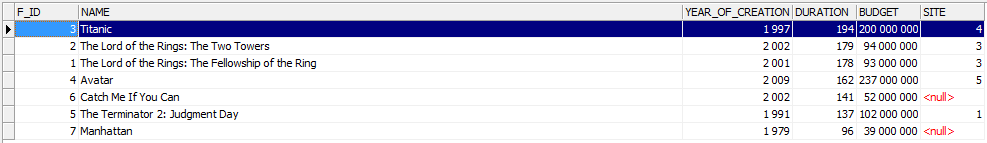 F_ID NAME YEAR_OF_CREATION DURATION BUDGET SITE
3 Titanic 1 997 194 200 000 000 4
2 The Lord of the Rings: The Two Towers 2 002 179 94 000 000 3
1 The Lord of the Rings: The Fellowship of the Ring 2 001 178 93 000 000 3
4 Avatar 2 009 162 237 000 000 5
6 Catch Me If You Can 2 002 141 52 000 000 <null>
5 The Terminator 2: Judgment Day 1 991 137 102 000 000 1
7 Manhattan 1 979 96 39 000 000 <null>